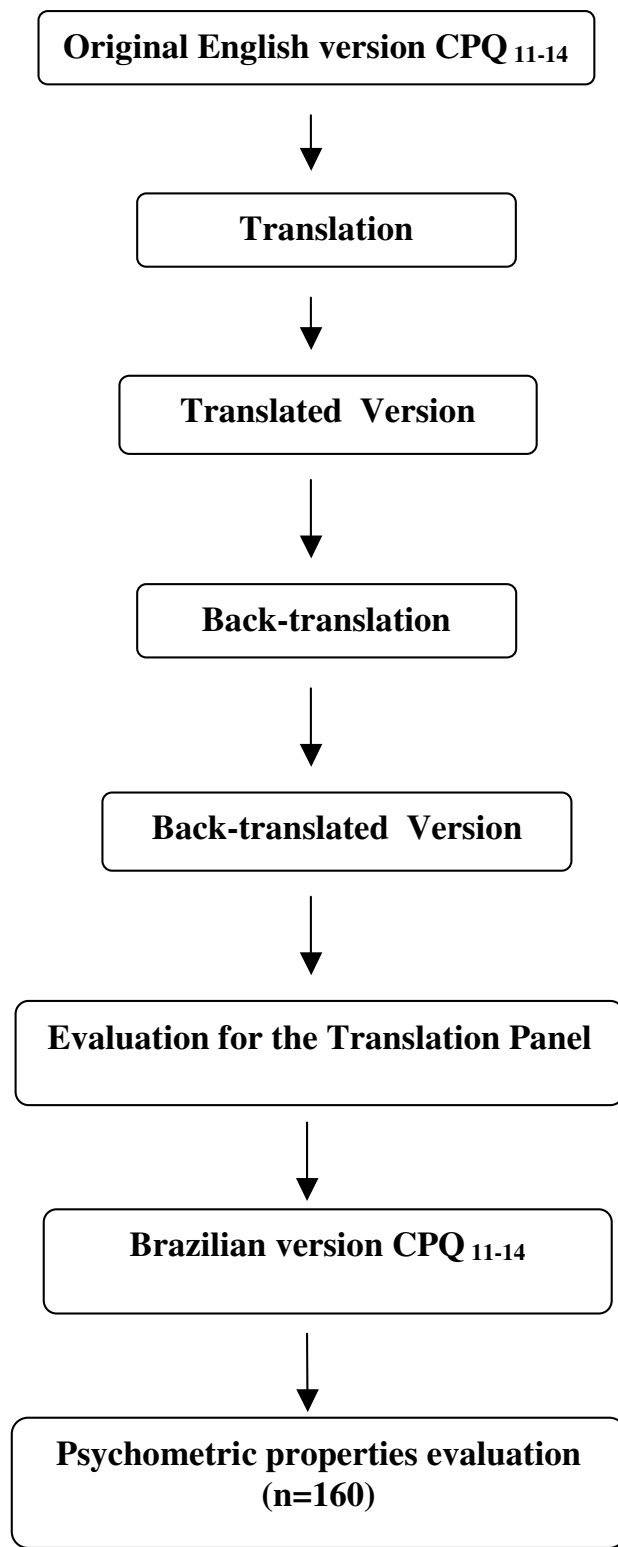 Original English version CPQ 11-14
Translation
Translated Version
Back-translation
Back-translated Version
Evaluation for the Translation Panel
Brazilian version CPQ 11-14
Psychometric properties evaluation
(n=160)